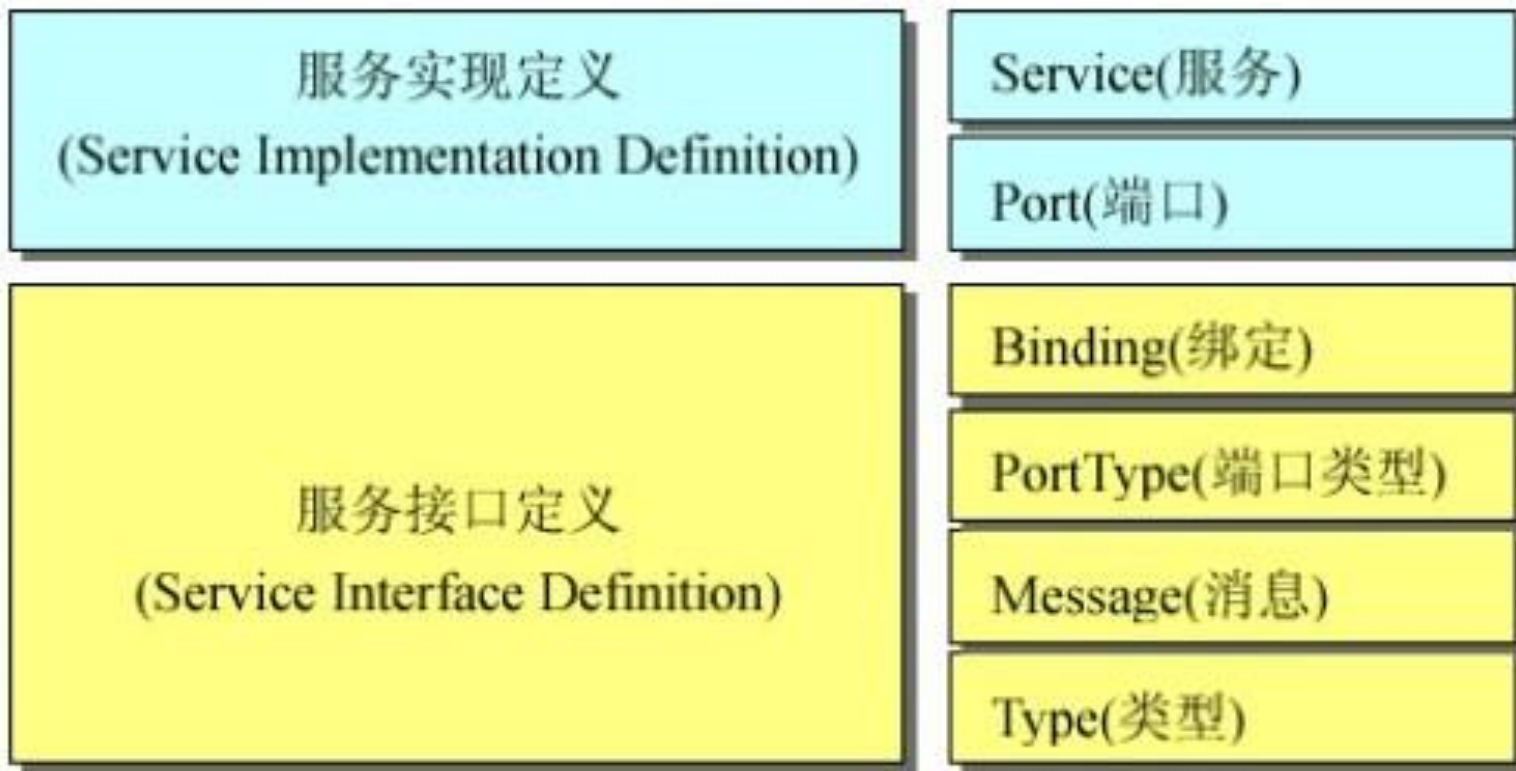 服务实现定义
(Service Implementation Definition)
Service(服务)
Port(端口)
服务接口定义
(Service Interface Definition)
Binding(绑定)
PortType(端口类型)
Message(消息)
Type(类型)